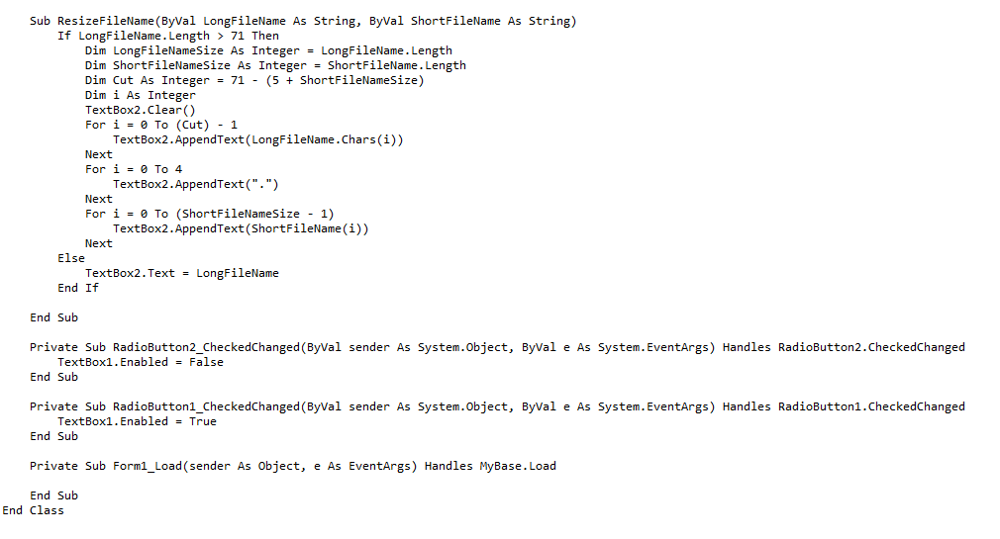 Sub ResizeFileName(ByVal LongFileName As String, ByVal ShortFileName As String)
If LongFileName.Length > 71 Then
Dim LongFileNameSize As Integer = LongFileName.Length
Dim ShortFileNameSize As Integer = ShortFileName.Length
Dim Cut As Integer = 71 - (5 + ShortFileNameSize)
Dim i As Integer
TextBox2.Clear()
For i = 0 To (Cut) - 1
TextBox2.AppendText(LongFileName.Chars(i))
Next
For i = 0 To 4
TextBox2.AppendText(".")
Next
For i = 0 To (ShortFileNameSize - 1)
TextBox2.AppendText(ShortFileName(i))
Next
Else
TextBox2.Text = LongFileName
End If
End Sub
Private Sub RadioButton2_CheckedChanged(ByVal sender As System.Object, ByVal e As System.EventArgs) Handles RadioButton2.CheckedChanged
TextBox1.Enabled = False
End Sub
Private Sub RadioButton1_CheckedChanged(ByVal sender As System.Object, ByVal e As System.EventArgs) Handles RadioButton1.CheckedChanged
TextBox1.Enabled = True
End Sub
Private Sub Form1_Load(sender As Object, e As EventArgs) Handles MyBase.Load
End Sub
End Class